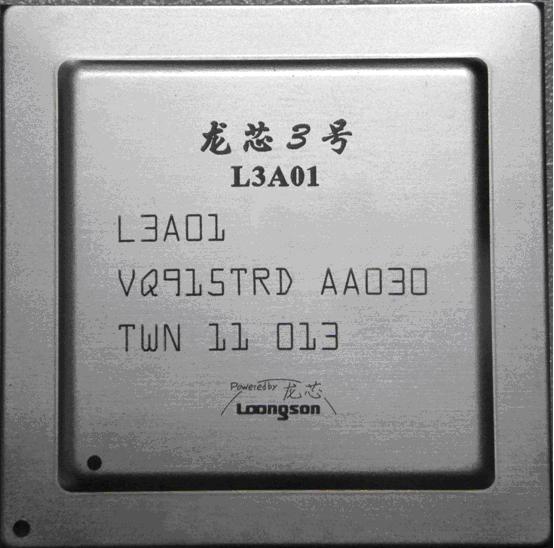 龙芯3号
L3A01
L3A01
VQ915TRD AA030
TWN 11 013
Powered by 龙芯
Loongson